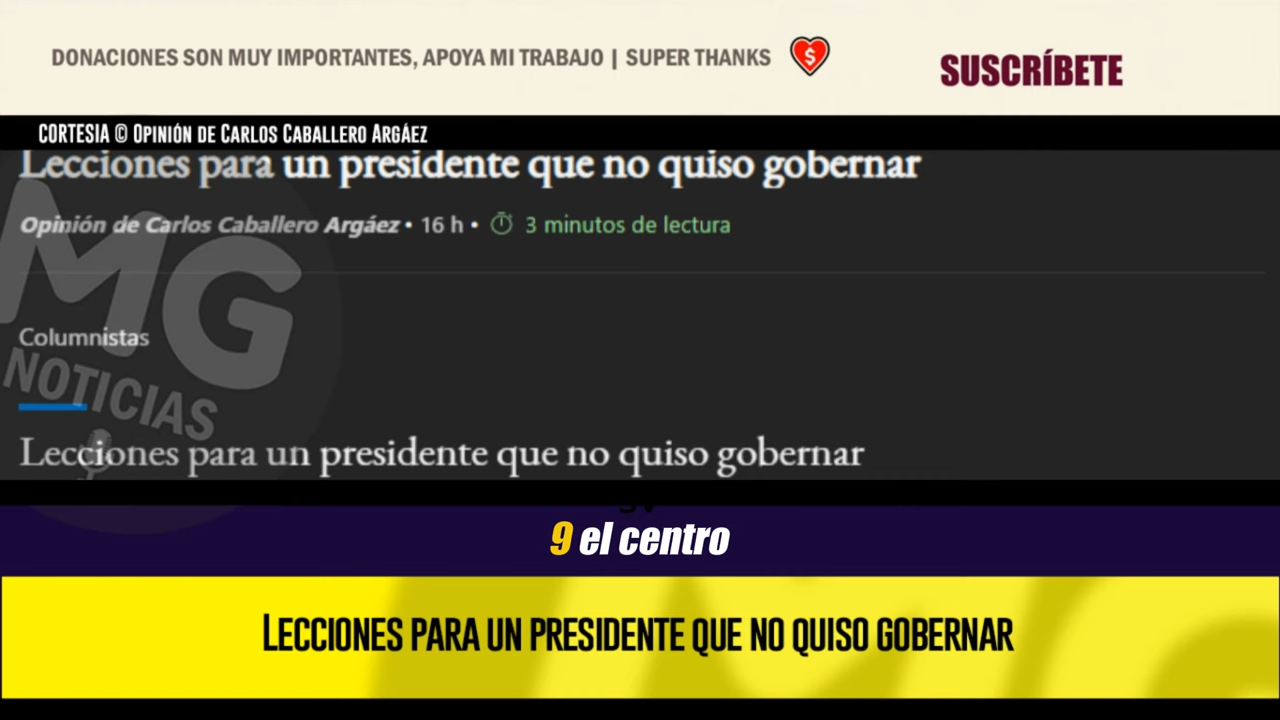 DONACIONES SON MUY IMPORTANTES, APOYA MI TRABAJO | SUPER THANKS
SUSCRÍBETE
CORTESIA © OPINIÓN DE CARLOS CABALLERO ARGÁEZ
Lecciones para un presidente que no quiso gobernar
Opinión de Carlos Caballero Argáez • 16 h • 3 minutos de lectura
MG
NOTICIAS
Columnistas
Lecciones para un presidente que no quiso gobernar
9 el centro
LECCIONES PARA UN PRESIDENTE QUE NO QUISO GOBERNAR